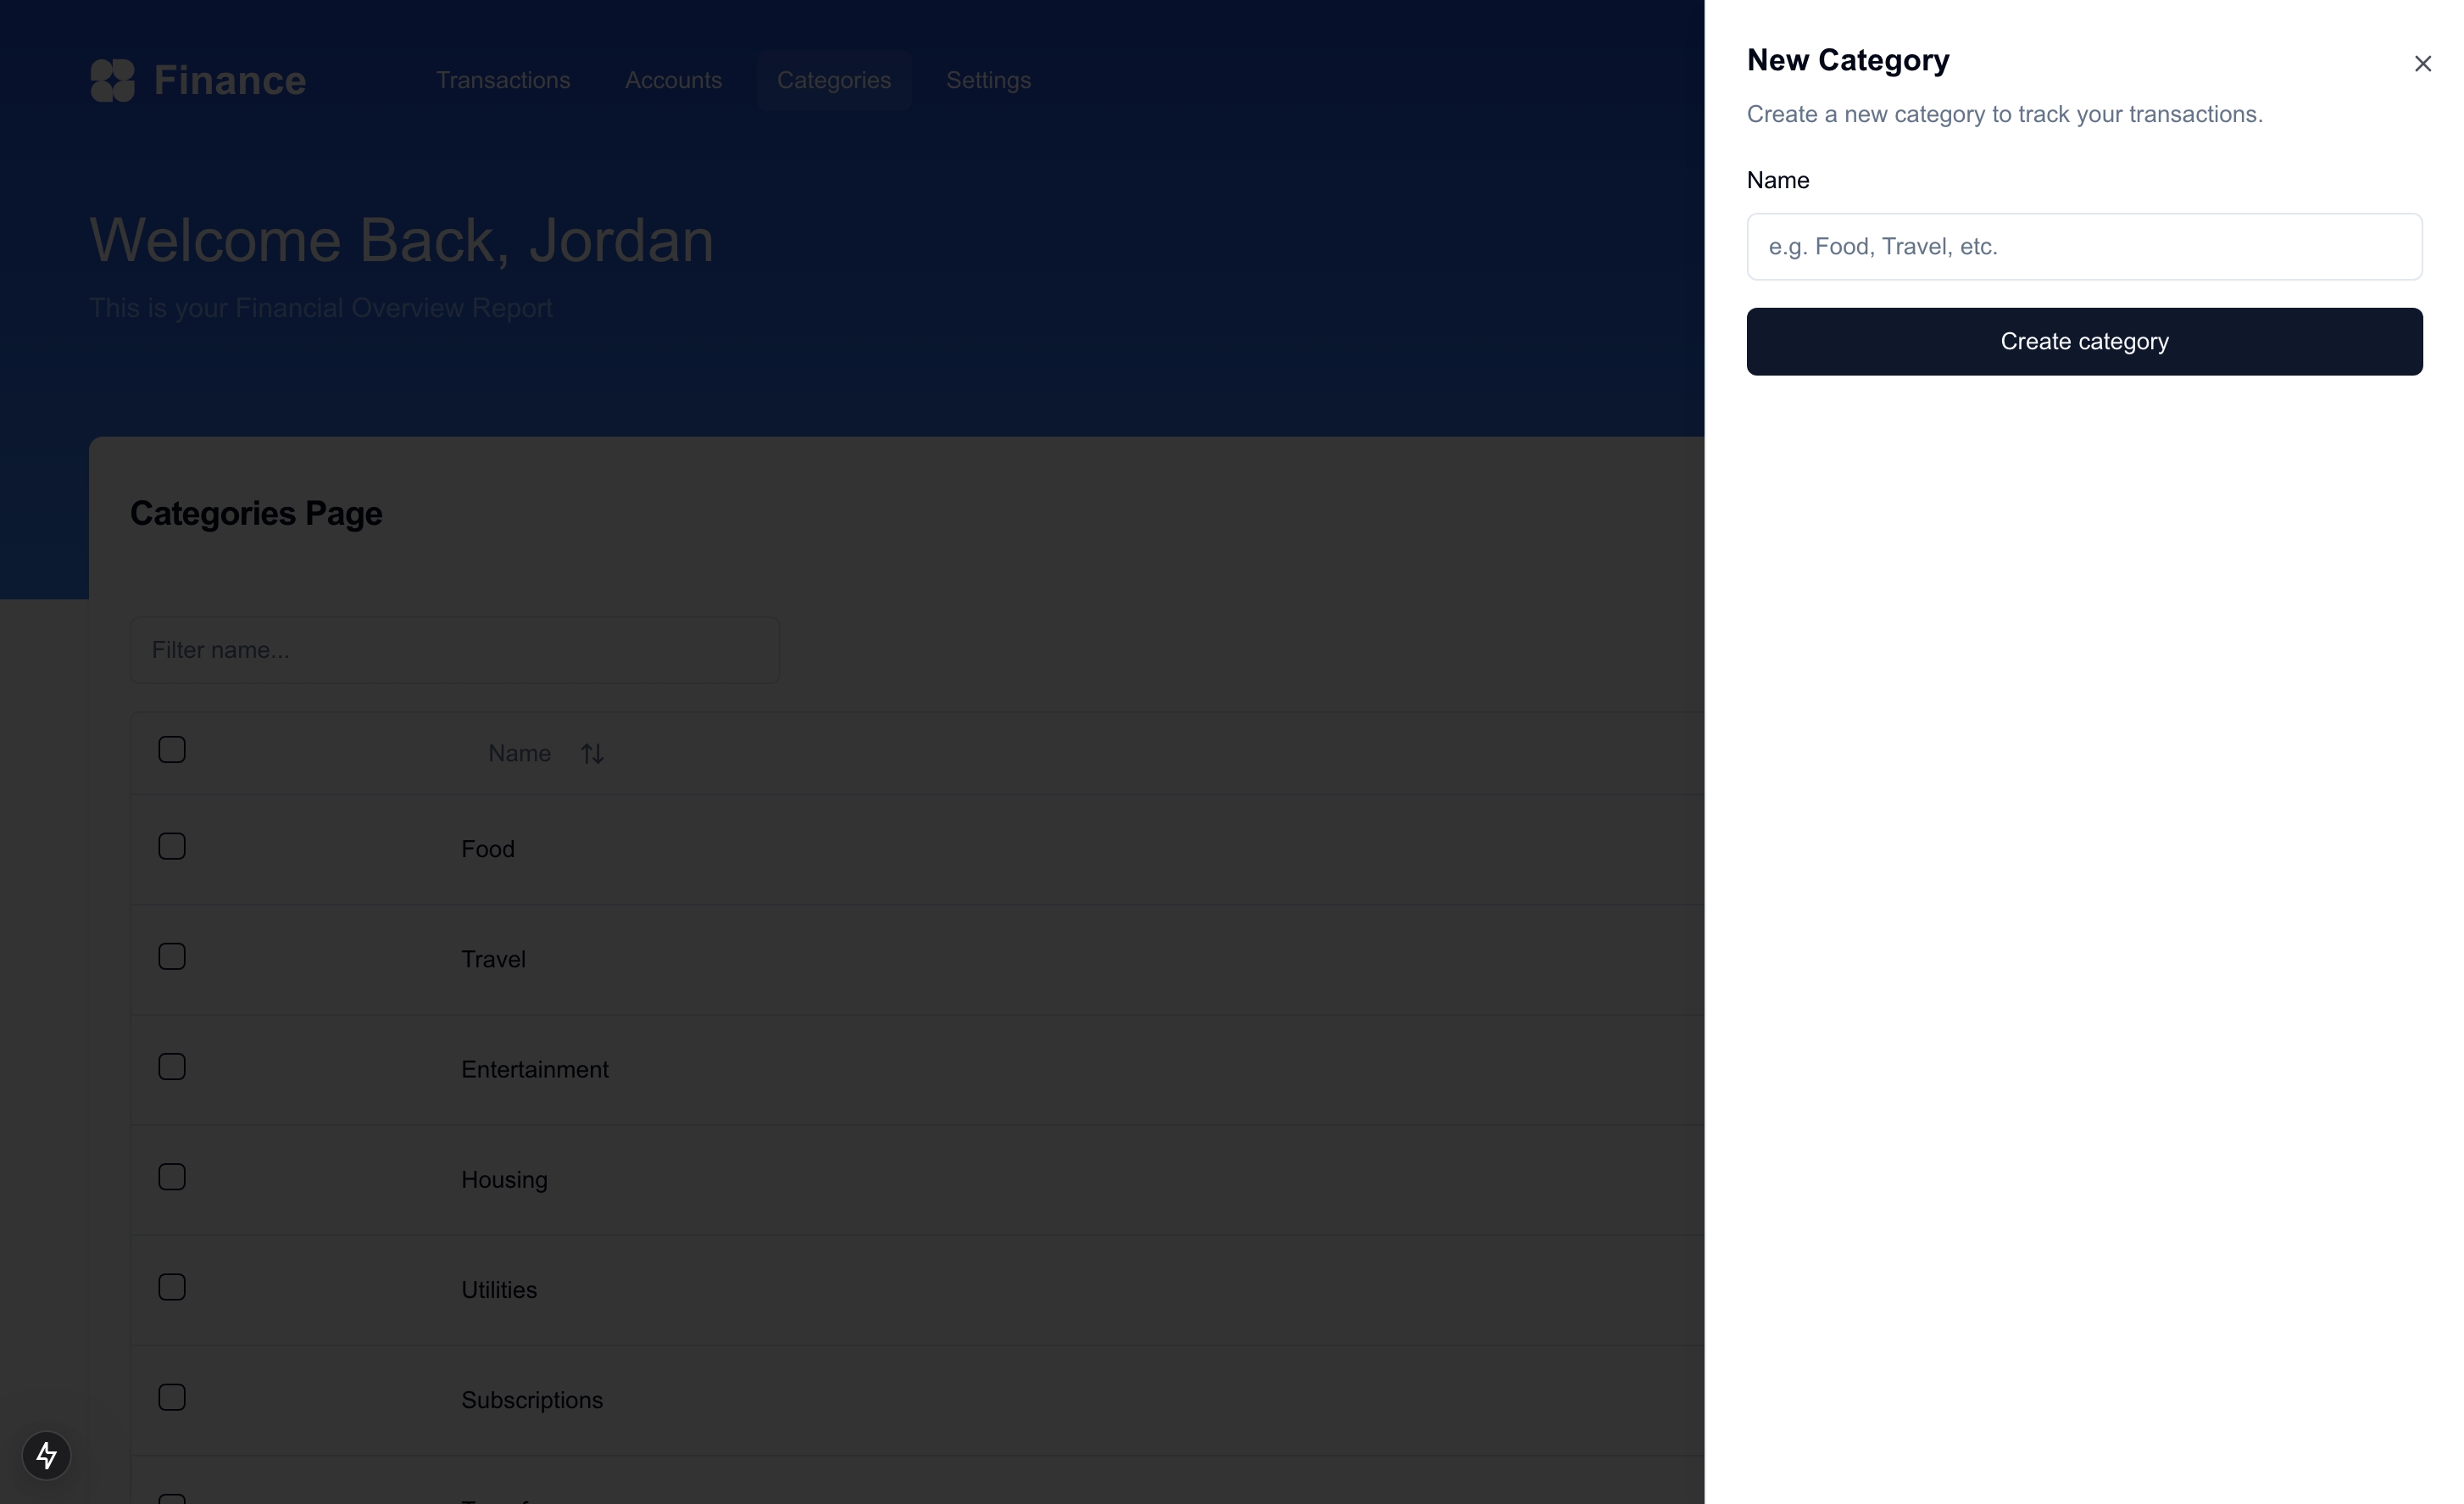 Finance
Transactions
Accounts
Categories
Settings
Welcome Back, Jordan
This is your Financial Overview Report
Categories Page
Filter name...
Name
Food
Travel
Entertainment
Housing
Utilities
Subscriptions
New Category
Create a new category to track your transactions.
Name
e.g. Food, Travel, etc.
Create category